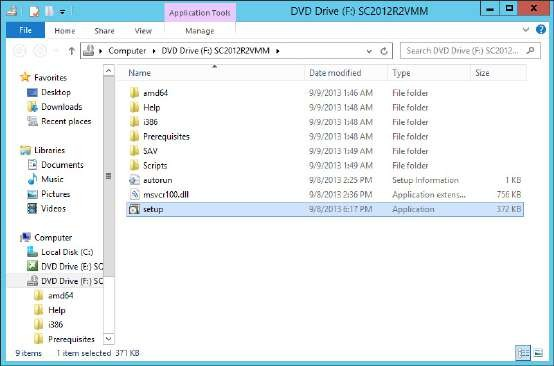 Application Tools
DVD Drive (F:) SC2012R2VMM
File Home Share View Manage
Computer DVD Drive (F:) SC2012R2VMM
Search DVD Drive (F:) SC2012...
Name Date modified Type Size
Favorites
Desktop
Downloads
Recent places
Libraries
Documents
Music
Pictures
Videos
Computer
Local Disk (C:)
DVD Drive (E:) SC
DVD Drive (F:) SC
amd64
Help
i386
Prerequisites
amd64 9/9/2013 1:46 AM File folder
Help 9/9/2013 1:48 AM File folder
i386 9/9/2013 1:48 AM File folder
Prerequisites 9/9/2013 1:48 AM File folder
SAV 9/9/2013 1:49 AM File folder
Scripts 9/9/2013 1:49 AM File folder
autorun 9/8/2013 2:25 PM Setup Information 1 KB
msvcr100.dll 9/8/2013 2:36 PM Application extens... 756 KB
setup 9/8/2013 6:17 PM Application 372 KB
9 items 1 item selected 371 KB